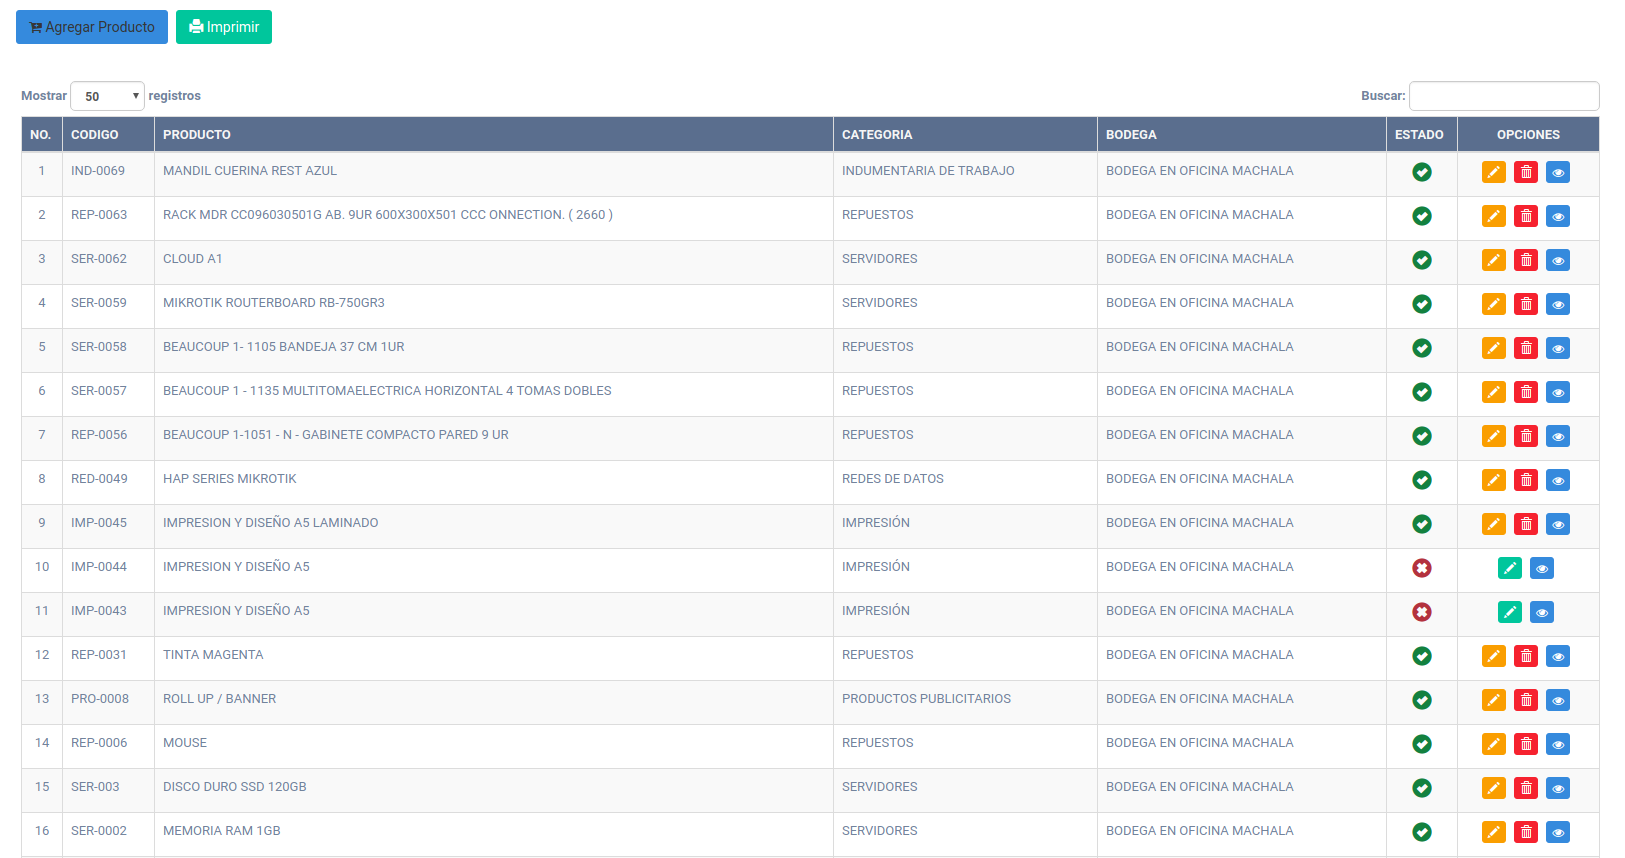 Agregar Producto Imprimir
Mostrar 50 registros Buscar:
NO. CODIGO PRODUCTO CATEGORIA BODEGA ESTADO OPCIONES
1 IND-0069 MANDIL CUERINA REST AZUL INDUMENTARIA DE TRABAJO BODEGA EN OFICINA MACHALA
2 REP-0063 RACK MDR CC096030501G AB. 9UR 600X300X501 CCC ONNECTION. ( 2660 ) REPUESTOS BODEGA EN OFICINA MACHALA
3 SER-0062 CLOUD A1 SERVIDORES BODEGA EN OFICINA MACHALA
4 SER-0059 MIKROTIK ROUTERBOARD RB-750GR3 SERVIDORES BODEGA EN OFICINA MACHALA
5 SER-0058 BEAUCOUP 1- 1105 BANDEJA 37 CM 1UR REPUESTOS BODEGA EN OFICINA MACHALA
6 SER-0057 BEAUCOUP 1 - 1135 MULTITOMAELECTRICA HORIZONTAL 4 TOMAS DOBLES REPUESTOS BODEGA EN OFICINA MACHALA
7 REP-0056 BEAUCOUP 1-1051 - N - GABINETE COMPACTO PARED 9 UR REPUESTOS BODEGA EN OFICINA MACHALA
8 RED-0049 HAP SERIES MIKROTIK REDES DE DATOS BODEGA EN OFICINA MACHALA
9 IMP-0045 IMPRESION Y DISEÑO A5 LAMINADO IMPRESIÓN BODEGA EN OFICINA MACHALA
10 IMP-0044 IMPRESION Y DISEÑO A5 IMPRESIÓN BODEGA EN OFICINA MACHALA
11 IMP-0043 IMPRESION Y DISEÑO A5 IMPRESIÓN BODEGA EN OFICINA MACHALA
12 REP-0031 TINTA MAGENTA REPUESTOS BODEGA EN OFICINA MACHALA
13 PRO-0008 ROLL UP / BANNER PRODUCTOS PUBLICITARIOS BODEGA EN OFICINA MACHALA
14 REP-0006 MOUSE REPUESTOS BODEGA EN OFICINA MACHALA
15 SER-003 DISCO DURO SSD 120GB SERVIDORES BODEGA EN OFICINA MACHALA
16 SER-0002 MEMORIA RAM 1GB SERVIDORES BODEGA EN OFICINA MACHALA